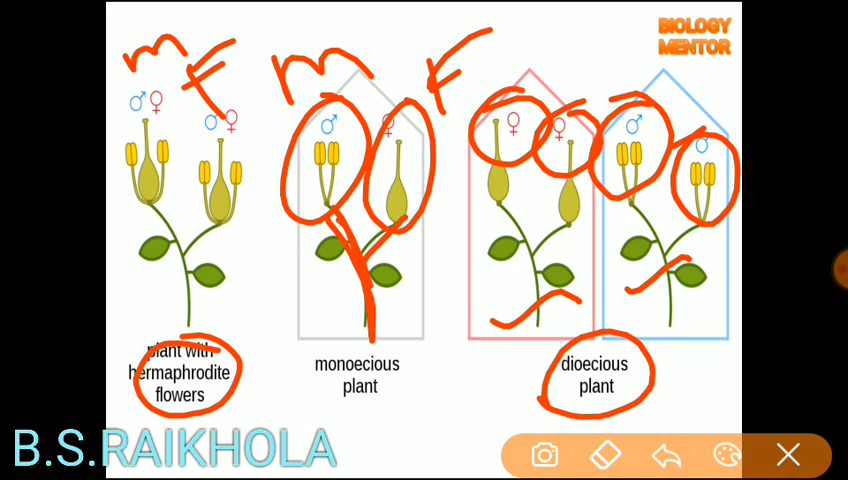 BIOLOGY
MENTOR
m f
m f
♂♀
♂♀
♂
♀
♀
♀
♂
♂
plant with
hermaphrodite
flowers
monoecious
plant
dioecious
plant
B.S.RAIKHOLA